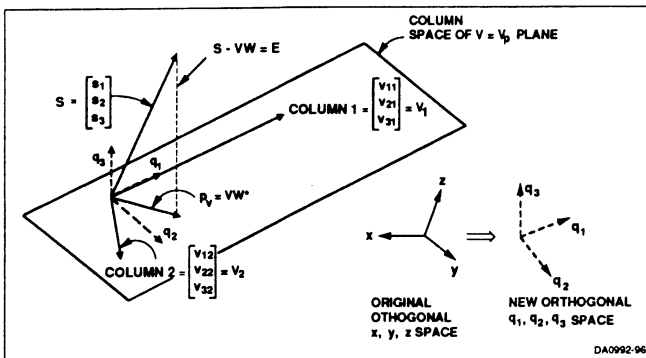 COLUMN
SPACE OF V = Vp PLANE
S - VW = E
S = [s1 s2 s3]
COLUMN 1 = [v11 v21 v31] = V1
q3
q1
pv = VW*
q2
COLUMN 2 = [v12 v22 v32] = V2
z
x
y
⇒
q3
q1
q2
ORIGINAL
OTHOGONAL
x, y, z SPACE
NEW ORTHOGONAL
q1, q2, q3 SPACE
DA0992-96